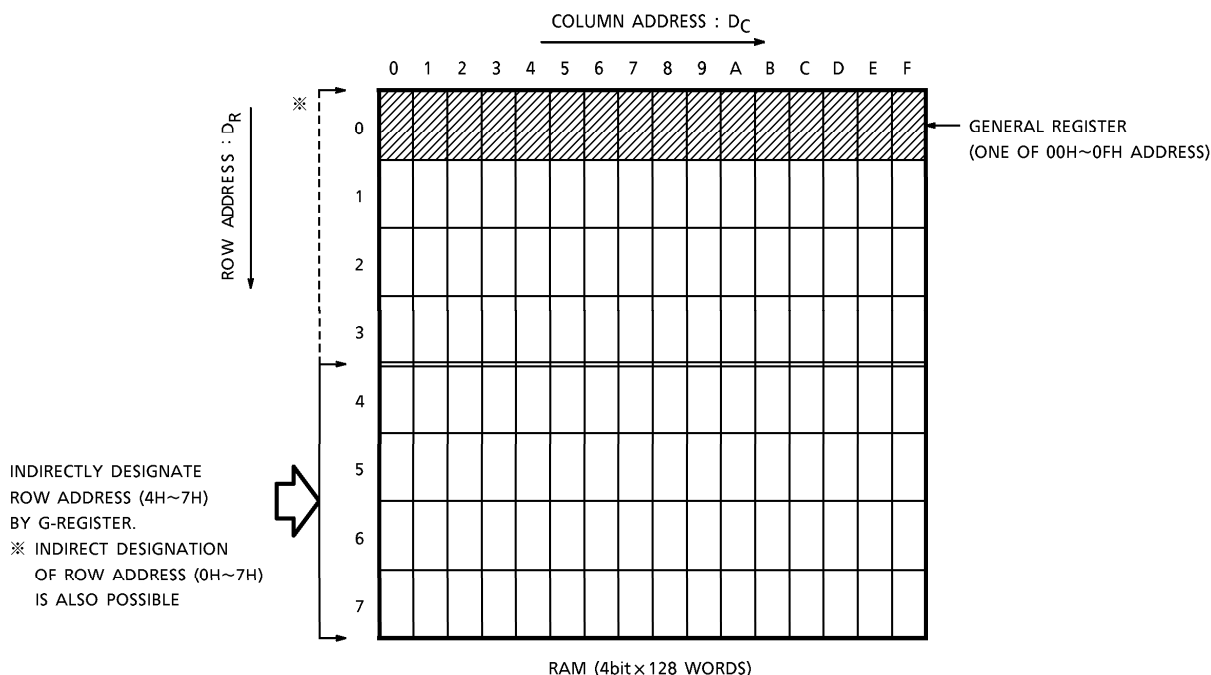 COLUMN ADDRESS : DC
0 1 2 3 4 5 6 7 8 9 A B C D E F
※
ROW ADDRESS : DR
0
GENERAL REGISTER
(ONE OF 00H~0FH ADDRESS)
1
2
3
4
5
6
7
INDIRECTLY DESIGNATE
ROW ADDRESS (4H~7H)
BY G-REGISTER.
※ INDIRECT DESIGNATION
OF ROW ADDRESS (0H~7H)
IS ALSO POSSIBLE
RAM (4bit×128 WORDS)